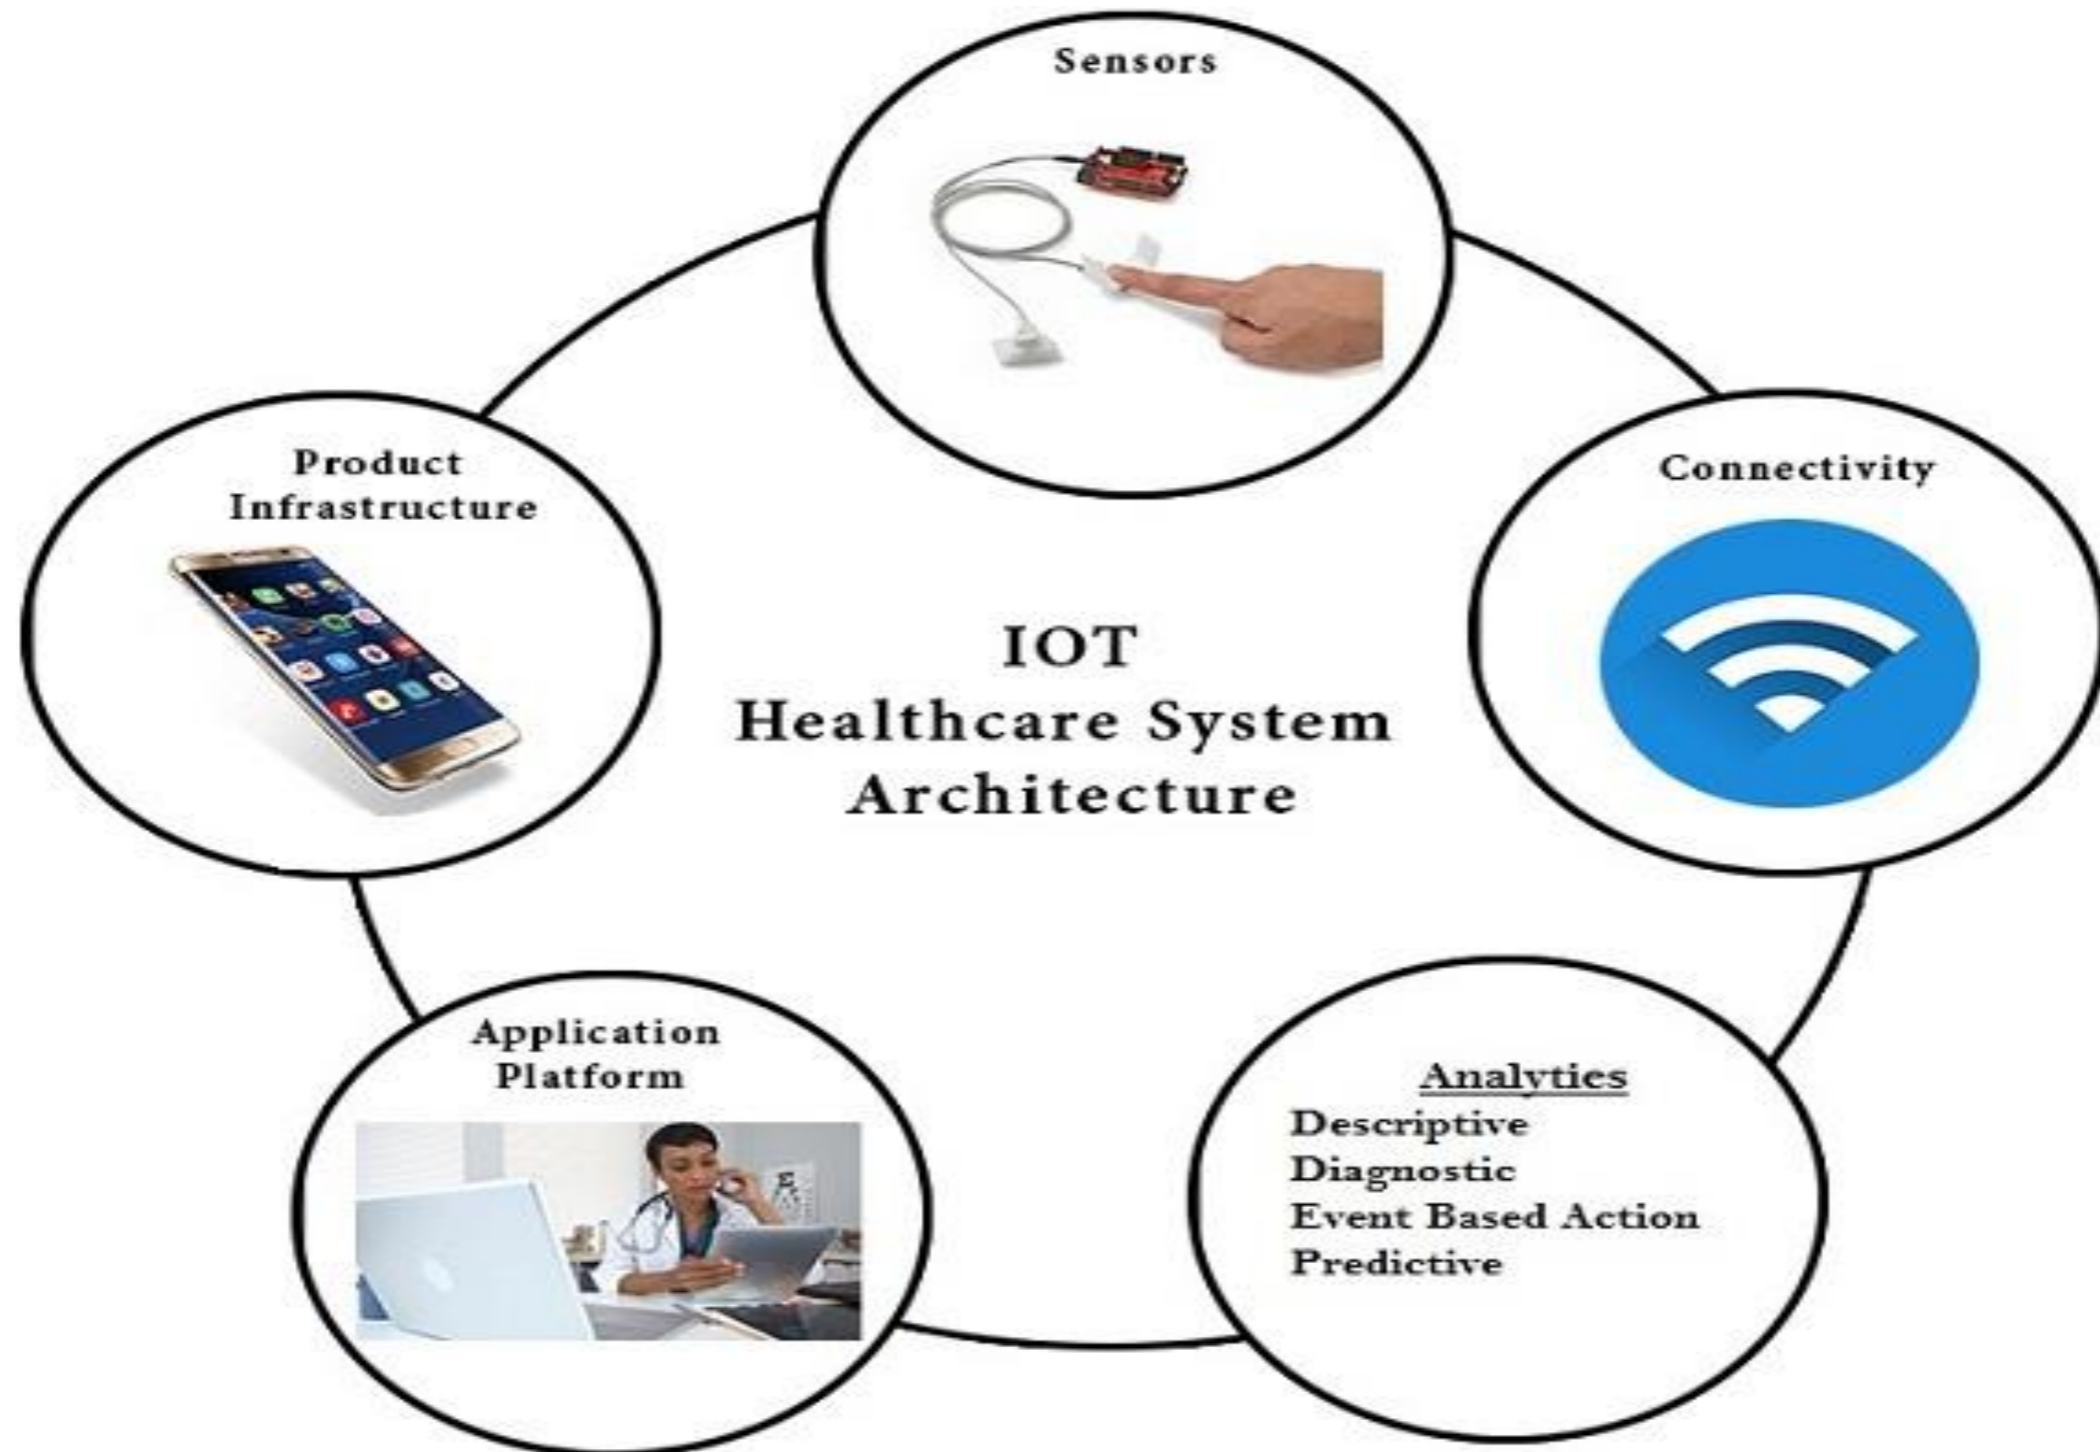 Sensors
Product
Infrastructure
Connectivity
IOT
Healthcare System
Architecture
Application
Platform
Analytics
Descriptive
Diagnostic
Event Based Action
Predictive